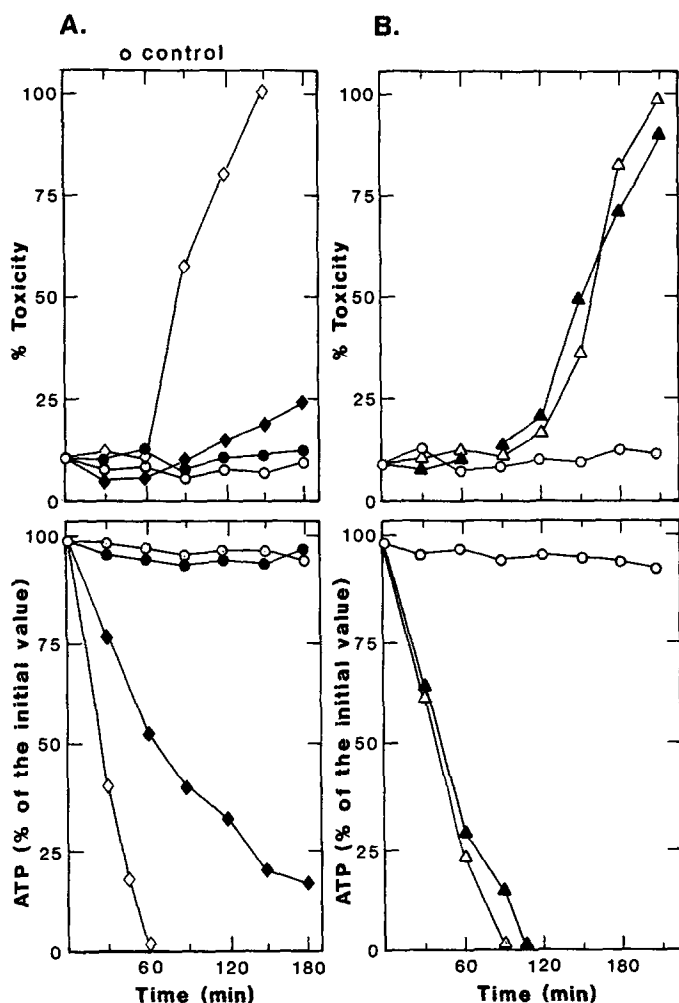 A.
B.
o control
100
75
50
25
0
% Toxicity
100
75
50
25
0
% Toxicity
100
75
50
25
0
ATP (% of the initial value)
60
120
180
Time (min)
100
75
50
25
0
ATP (% of the initial value)
60
120
180
Time (min)